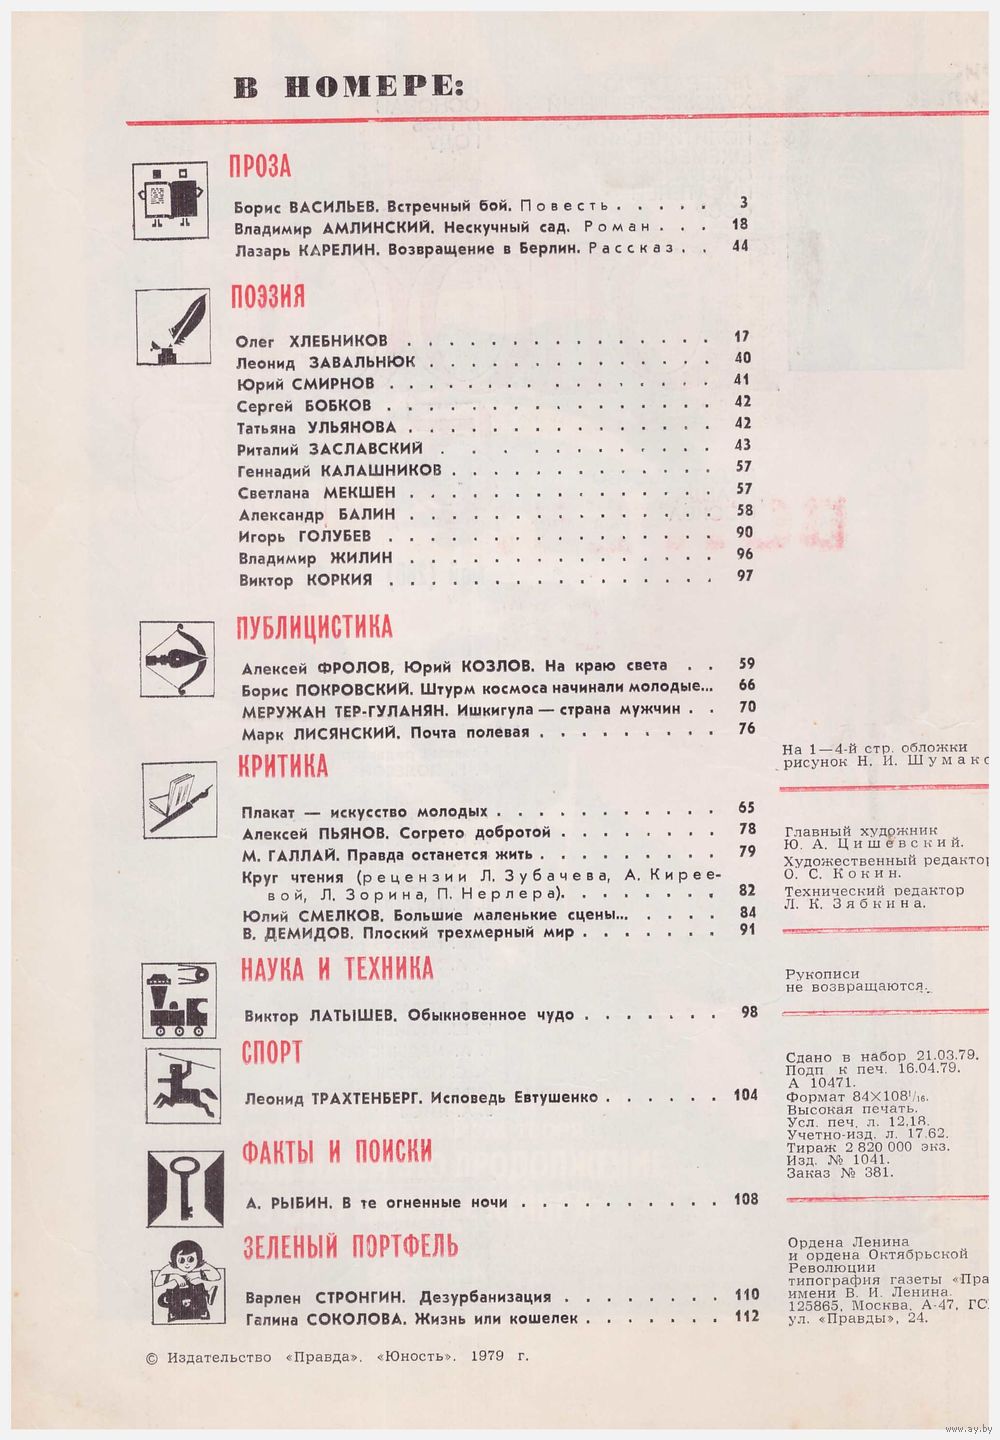 В НОМЕРЕ:
ПРОЗА
Борис ВАСИЛЬЕВ. Встречный бой. Повесть . . . . . 3
Владимир АМЛИНСКИЙ. Нескучный сад. Роман . . . 18
Лазарь КАРЕЛИН. Возвращение в Берлин. Рассказ . . 44
ПОЭЗИЯ
Олег ХЛЕБНИКОВ . . . . . . . . . . . . . . . 17
Леонид ЗАВАЛЬНЮК . . . . . . . . . . . . . . 40
Юрий СМИРНОВ . . . . . . . . . . . . . . . . 41
Сергей БОБКОВ . . . . . . . . . . . . . . . . 42
Татьяна УЛЬЯНОВА . . . . . . . . . . . . . . . 42
Риталий ЗАСЛАВСКИЙ . . . . . . . . . . . . . 43
Геннадий КАЛАШНИКОВ . . . . . . . . . . . . . 57
Светлана МЕКШЕН . . . . . . . . . . . . . . . 57
Александр БАЛИН . . . . . . . . . . . . . . . 58
Игорь ГОЛУБЕВ . . . . . . . . . . . . . . . . 90
Владимир ЖИЛИН . . . . . . . . . . . . . . . 96
Виктор КОРКИЯ . . . . . . . . . . . . . . . . 97
ПУБЛИЦИСТИКА
Алексей ФРОЛОВ, Юрий КОЗЛОВ. На краю света . . 59
Борис ПОКРОВСКИЙ. Штурм космоса начинали молодые... 66
МЕРУЖАН ТЕР-ГУЛАНЯН. Ишкигула — страна мужчин . . 70
Марк ЛИСЯНСКИЙ. Почта полевая . . . . . . . . . 76
КРИТИКА
Плакат — искусство молодых . . . . . . . . . . . 65
Алексей ПЬЯНОВ. Согрето добротой . . . . . . . . 78
М. ГАЛЛАЙ. Правда останется жить . . . . . . . . . 79
Круг чтения (рецензии Л. Зубачева, А. Кирее-
вой, Л. Зорина, П. Нерлера). . . . . . . . 82
Юлий СМЕЛКОВ. Большие маленькие сцены... . . . . 84
В. ДЕМИДОВ. Плоский трехмерный мир . . . . . . . 91
НАУКА И ТЕХНИКА
Виктор ЛАТЫШЕВ. Обыкновенное чудо . . . . . . . 98
СПОРТ
Леонид ТРАХТЕНБЕРГ. Исповедь Евтушенко . . . . . . 104
ФАКТЫ И ПОИСКИ
А. РЫБИН. В те огненные ночи . . . . . . . . . . 108
ЗЕЛЕНЫЙ ПОРТФЕЛЬ
Варлен СТРОНГИН. Дезурбанизация . . . . . . . . 110
Галина СОКОЛОВА. Жизнь или кошелек . . . . . . . 112
© Издательство «Правда». «Юность». 1979 г.
На 1—4-й стр. обложки
рисунок Н. И. Шумако
Главный художник
Ю. А. Цишевский.
Художественный редактор
О. С. Кокин.
Технический редактор
Л. К. Зябкина.
Рукописи
не возвращаются.
Сдано в набор 21.03.79.
Подп к печ. 16.04.79.
А 10471.
Формат 84×108¹/₁₆.
Высокая печать.
Усл. печ. л. 12,18.
Учетно-изд. л. 17,62.
Тираж 2 820 000 экз.
Изд. № 1041.
Заказ № 381.
Ордена Ленина
и ордена Октябрьской
Революции
типография газеты «Пра
имени В. И. Ленина.
125865, Москва, А-47, ГС
ул. «Правды», 24.
www.ay.by